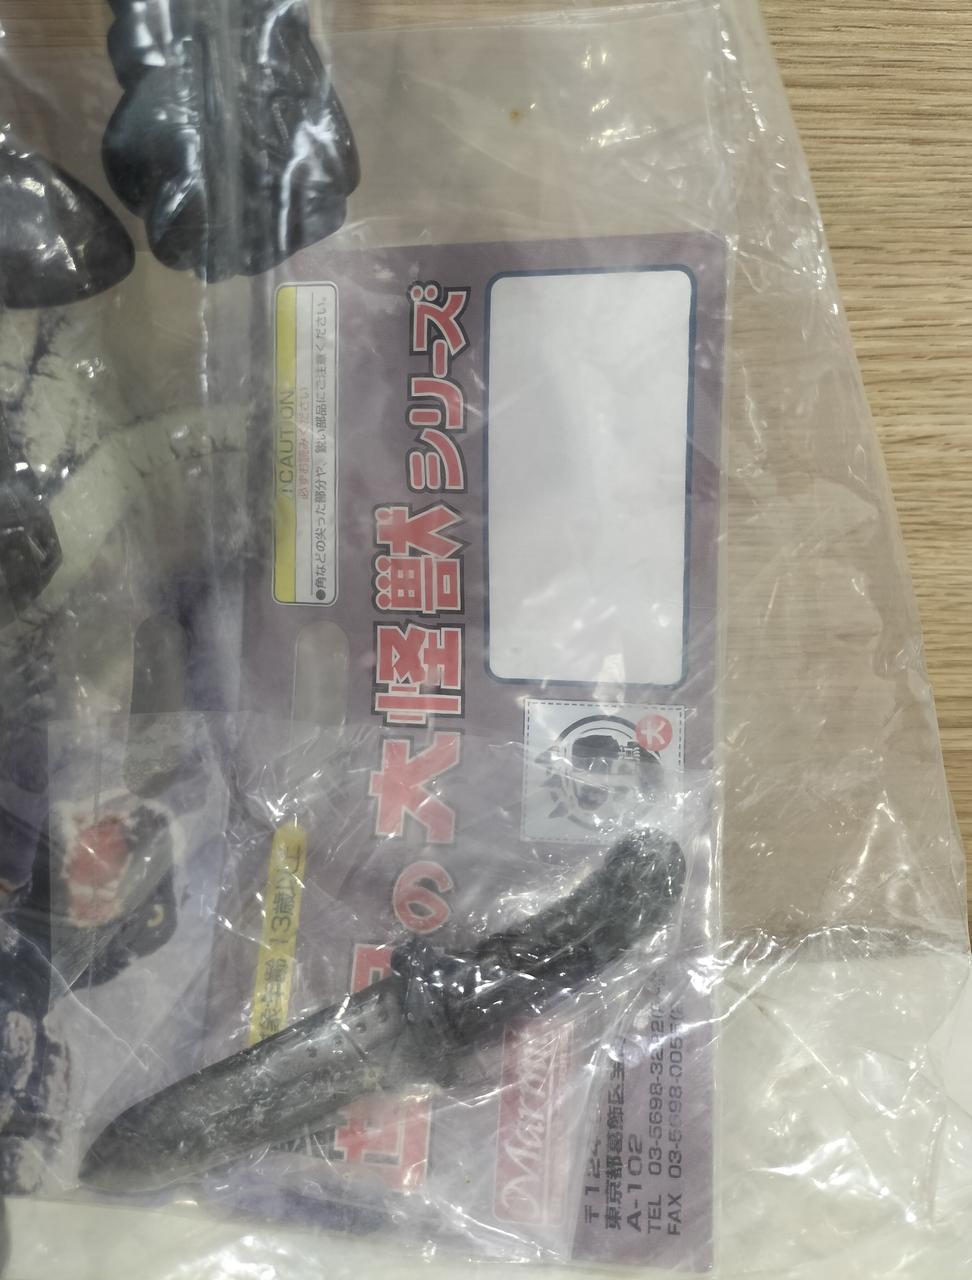 CAUTION
必ずお読みください
●角などの尖った部分や、鋭い部品にご注意ください。
対象年齢 13歳以上
の大怪獣シリーズ
大
Marmit
〒124
東京都葛飾区
A-102
TEL 03-5698-32
FAX 03-5698-005